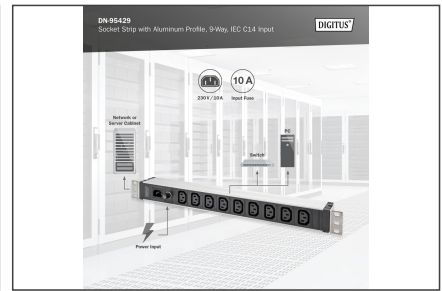 DN-95429
Socket Strip with Aluminum Profile, 9-Way, IEC C14 Input
DIGITUS®
10 A
230 V / 10 A
Input Fuse
Network or
Server Cabinet
PC
Switch
Power Input